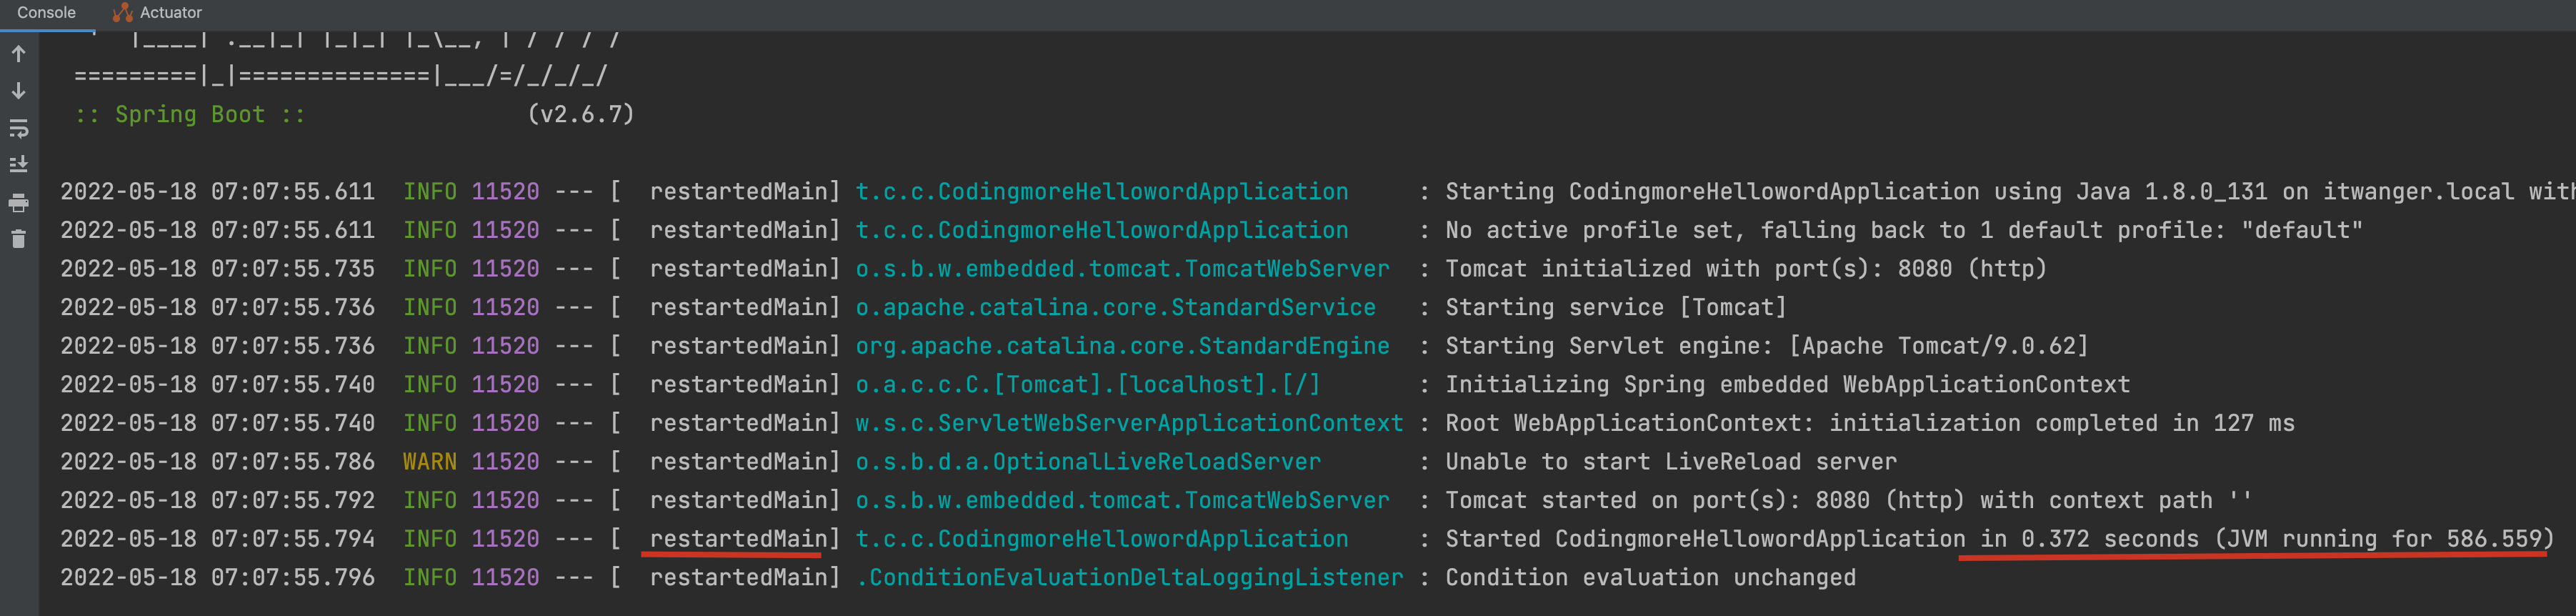 Console Actuator
' |____| .__|_| |_|_| |_\__, | / / / /
=========|_|==============|___/=/_/_/_/
:: Spring Boot :: (v2.6.7)
2022-05-18 07:07:55.611 INFO 11520 --- [ restartedMain] t.c.c.CodingmoreHellowordApplication : Starting CodingmoreHellowordApplication using Java 1.8.0_131 on itwanger.local with
2022-05-18 07:07:55.611 INFO 11520 --- [ restartedMain] t.c.c.CodingmoreHellowordApplication : No active profile set, falling back to 1 default profile: "default"
2022-05-18 07:07:55.735 INFO 11520 --- [ restartedMain] o.s.b.w.embedded.tomcat.TomcatWebServer : Tomcat initialized with port(s): 8080 (http)
2022-05-18 07:07:55.736 INFO 11520 --- [ restartedMain] o.apache.catalina.core.StandardService : Starting service [Tomcat]
2022-05-18 07:07:55.736 INFO 11520 --- [ restartedMain] org.apache.catalina.core.StandardEngine : Starting Servlet engine: [Apache Tomcat/9.0.62]
2022-05-18 07:07:55.740 INFO 11520 --- [ restartedMain] o.a.c.c.C.[Tomcat].[localhost].[/] : Initializing Spring embedded WebApplicationContext
2022-05-18 07:07:55.740 INFO 11520 --- [ restartedMain] w.s.c.ServletWebServerApplicationContext : Root WebApplicationContext: initialization completed in 127 ms
2022-05-18 07:07:55.786 WARN 11520 --- [ restartedMain] o.s.b.d.a.OptionalLiveReloadServer : Unable to start LiveReload server
2022-05-18 07:07:55.792 INFO 11520 --- [ restartedMain] o.s.b.w.embedded.tomcat.TomcatWebServer : Tomcat started on port(s): 8080 (http) with context path ''
2022-05-18 07:07:55.794 INFO 11520 --- [ restartedMain] t.c.c.CodingmoreHellowordApplication : Started CodingmoreHellowordApplication in 0.372 seconds (JVM running for 586.559)
2022-05-18 07:07:55.796 INFO 11520 --- [ restartedMain] .ConditionEvaluationDeltaLoggingListener : Condition evaluation unchanged